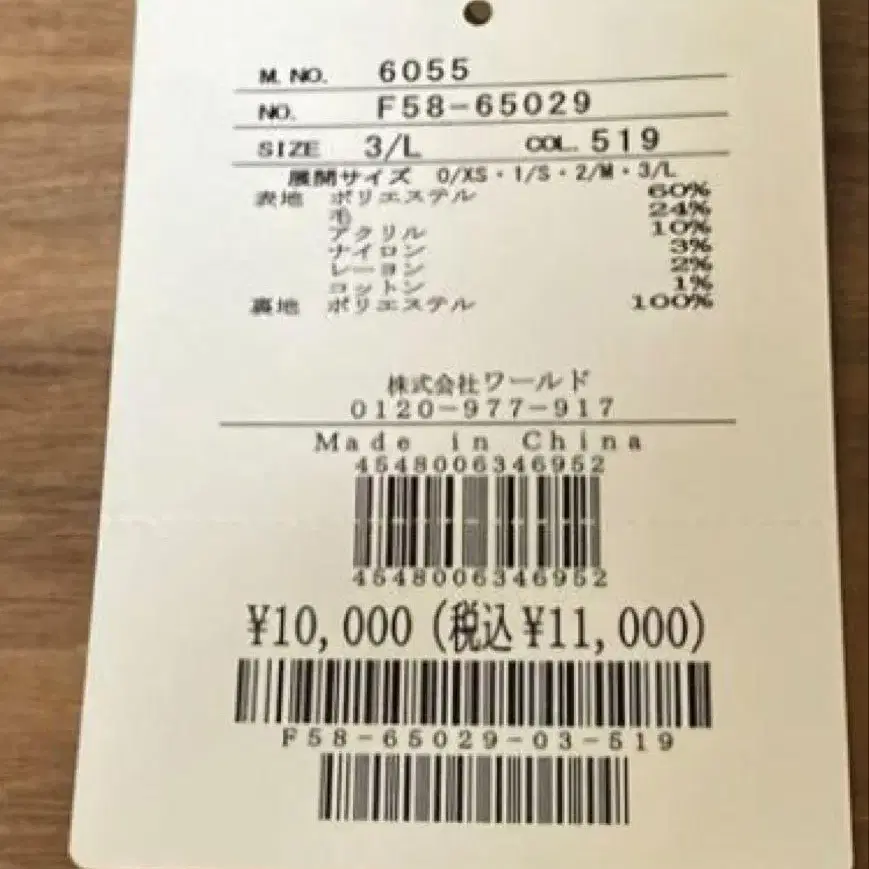 M. NO. 6055
NO. F58-65029
SIZE 3/L COL. 519
展開サイズ 0/XS・1/S・2/M・3/L
表地 ポリエステル 60%
毛 24%
アクリル 10%
ナイロン 3%
レーヨン 2%
コットン 1%
裏地 ポリエステル 100%
株式会社ワールド
0120-977-917
Made in China
4548006346952
4548006346952
¥10,000 (税込¥11,000)
F58-65029-03-519